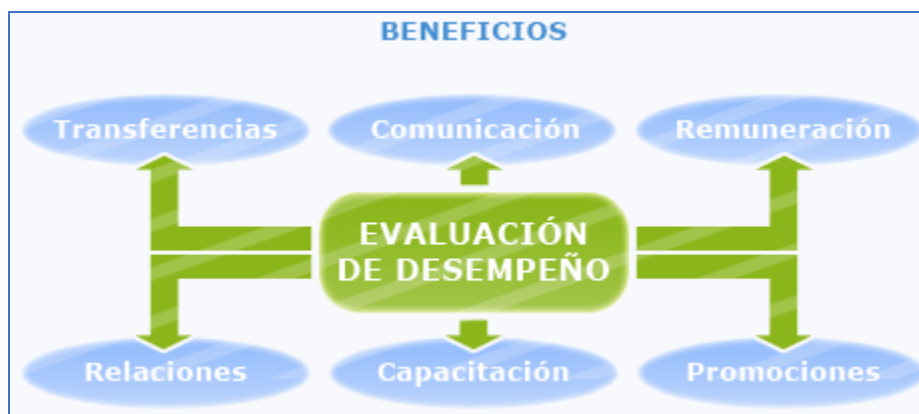 BENEFICIOS
Transferencias
Comunicación
Remuneración
EVALUACIÓN
DE DESEMPEÑO
Relaciones
Capacitación
Promociones